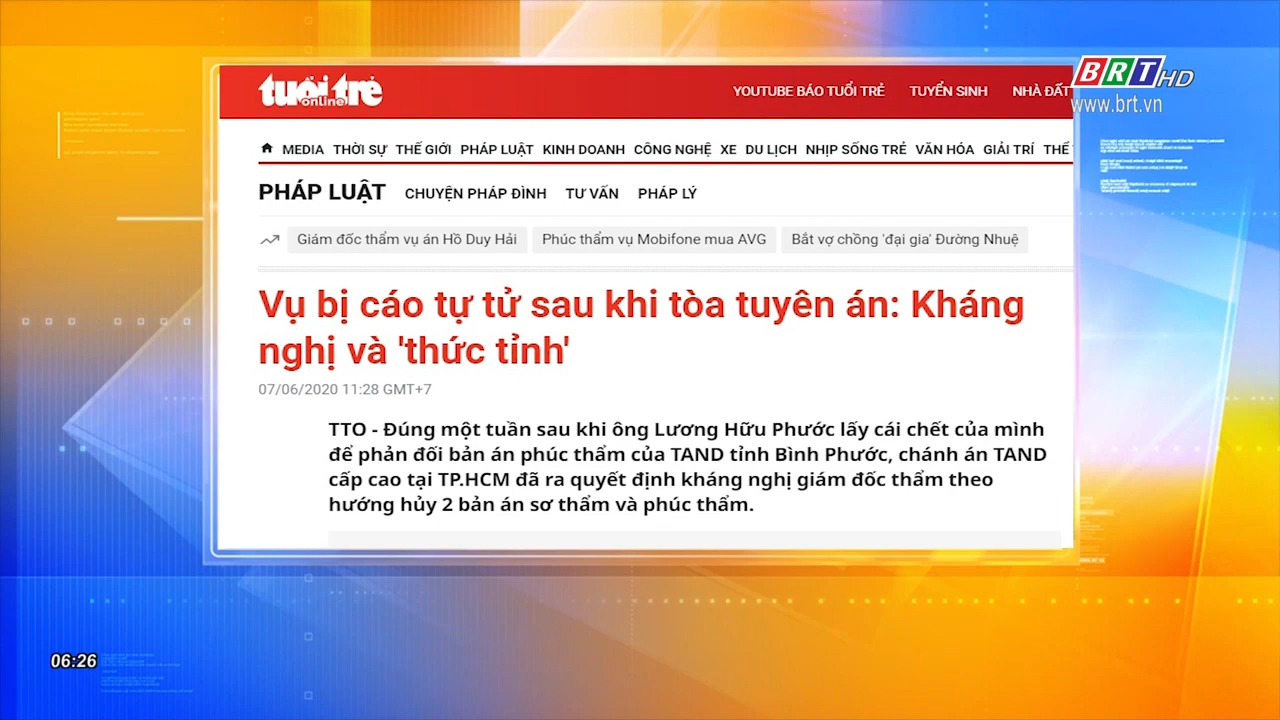 tuổi trẻ
online
YOUTUBE BÁO TUỔI TRẺ TUYỂN SINH NHÀ ĐẤT
BRT HD
www.brt.vn
MEDIA THỜI SỰ THẾ GIỚI PHÁP LUẬT KINH DOANH CÔNG NGHỆ XE DU LỊCH NHỊP SỐNG TRẺ VĂN HÓA GIẢI TRÍ THỂ
PHÁP LUẬT CHUYỆN PHÁP ĐÌNH TƯ VẤN PHÁP LÝ
Giám đốc thẩm vụ án Hồ Duy Hải Phúc thẩm vụ Mobifone mua AVG Bắt vợ chồng 'đại gia' Đường Nhuệ
Vụ bị cáo tự tử sau khi tòa tuyên án: Kháng
nghị và 'thức tỉnh'
07/06/2020 11:28 GMT+7
TTO - Đúng một tuần sau khi ông Lương Hữu Phước lấy cái chết của mình
để phản đối bản án phúc thẩm của TAND tỉnh Bình Phước, chánh án TAND
cấp cao tại TP.HCM đã ra quyết định kháng nghị giám đốc thẩm theo
hướng hủy 2 bản án sơ thẩm và phúc thẩm.
06:26